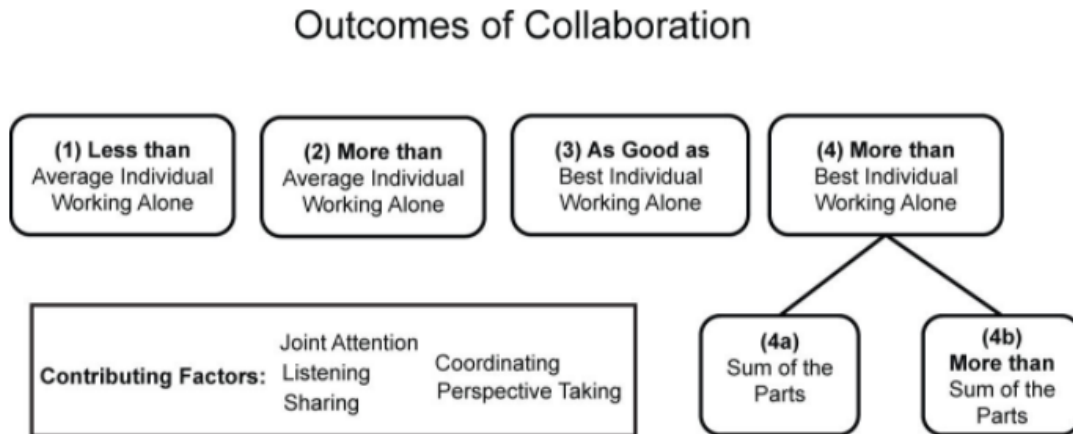 Outcomes of Collaboration
(1) Less than
Average Individual
Working Alone
(2) More than
Average Individual
Working Alone
(3) As Good as
Best Individual
Working Alone
(4) More than
Best Individual
Working Alone
Contributing Factors:
Joint Attention
Listening
Sharing
Coordinating
Perspective Taking
(4a)
Sum of the
Parts
(4b)
More than
Sum of the
Parts